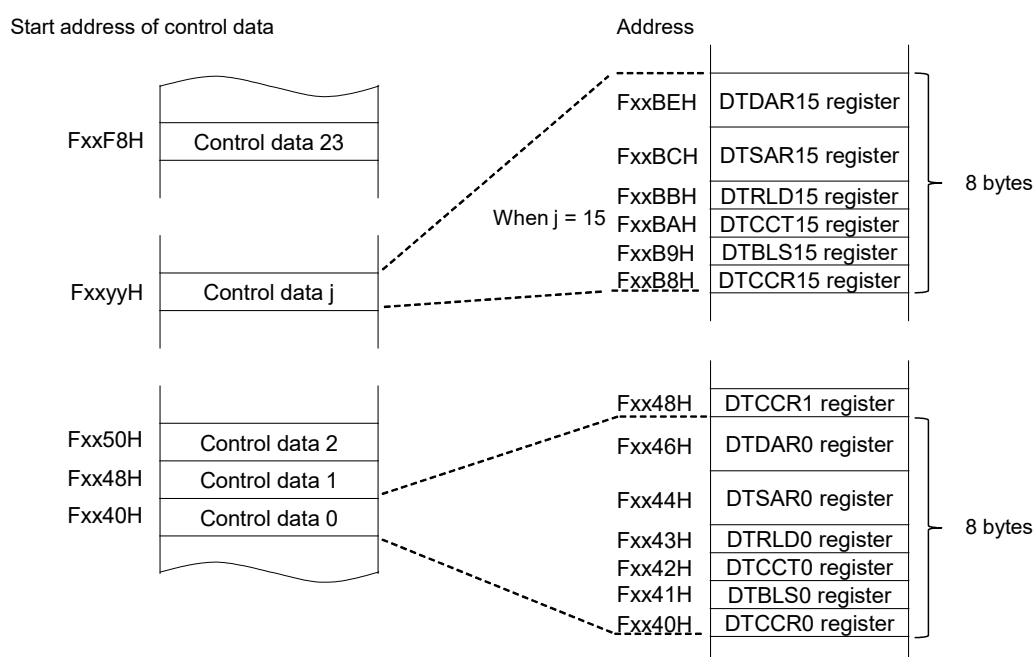 Start address of control data
Address
FxxF8H Control data 23
FxxyyH Control data j
When j = 15
FxxBEH DTDAR15 register
FxxBCH DTSAR15 register
FxxBBH DTRLD15 register
FxxBAH DTCCT15 register
FxxB9H DTBLS15 register
FxxB8H DTCCR15 register
8 bytes
Fxx50H Control data 2
Fxx48H Control data 1
Fxx40H Control data 0
Fxx48H DTCCR1 register
Fxx46H DTDAR0 register
Fxx44H DTSAR0 register
Fxx43H DTRLD0 register
Fxx42H DTCCT0 register
Fxx41H DTBLS0 register
Fxx40H DTCCR0 register
8 bytes